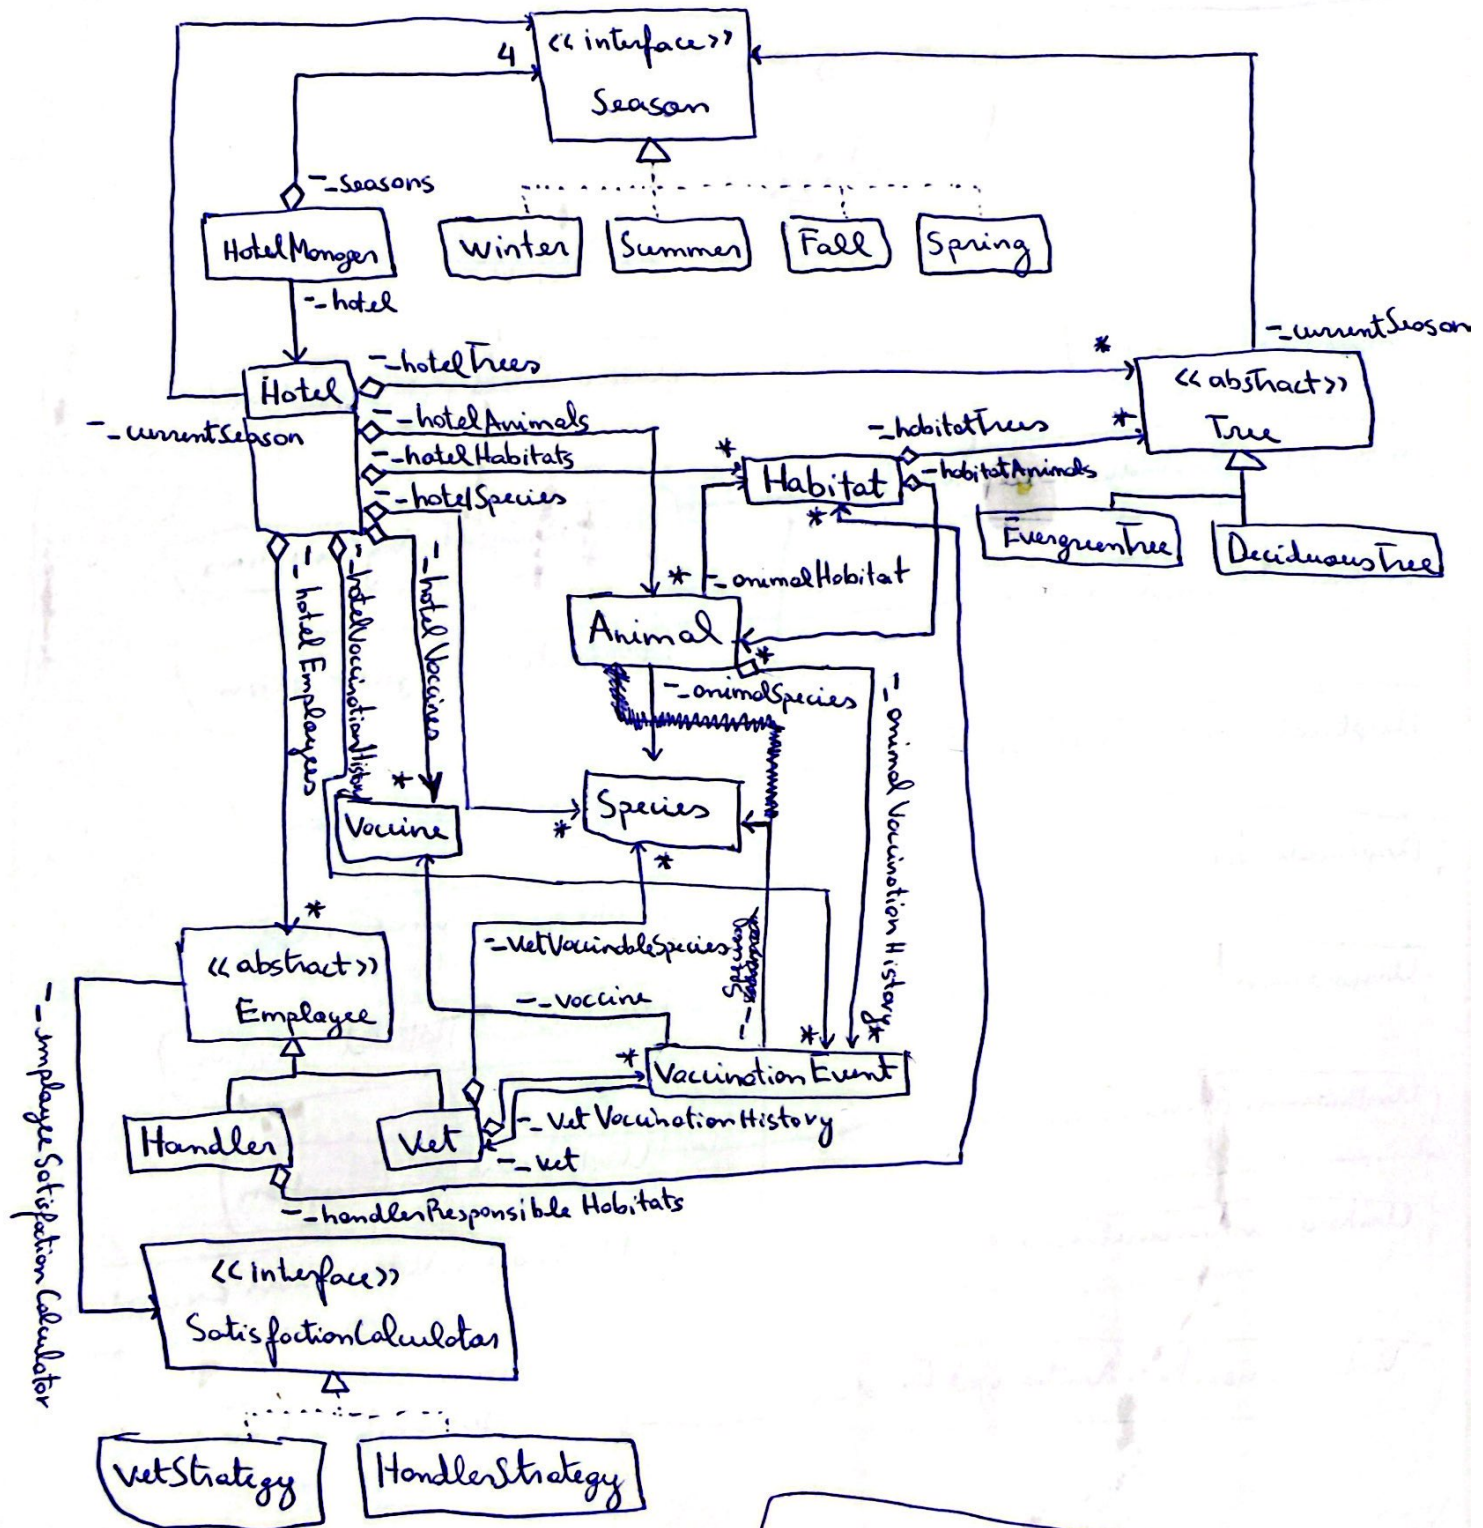 << interface >>
Season
4
-_seasons
HotelManager
Winter
Summer
Fall
Spring
-_hotel
-_currentSeason
*
-_hotelTrees
Hotel
<< abstract >>
Tree
-_hotelAnimals
*
-_habitatTrees
-_currentSeason
-_hotelHabitats
*
Habitat
-_habitatAnimals
-_hotelSpecies
*
EvergreenTree
DeciduousTree
-_hotelEmployees
-_hotelVaccinationHistory
-_hotelVaccines
*
-_animalHabitat
Animal
*
-_animalSpecies
-_animalVaccinationHistory
*
Vaccine
Species
*
*
*
<< abstract >>
Employee
-_vetVaccinableSpecies
-_species
-_vaccine
*
*
*
VaccinationEvent
Handler
Vet
-_vetVaccinationHistory
-_vet
-_handlerResponsibleHabitats
-_employeeSatisfactionCalculator
<< interface >>
SatisfactionCalculator
VetStrategy
HandlerStrategy